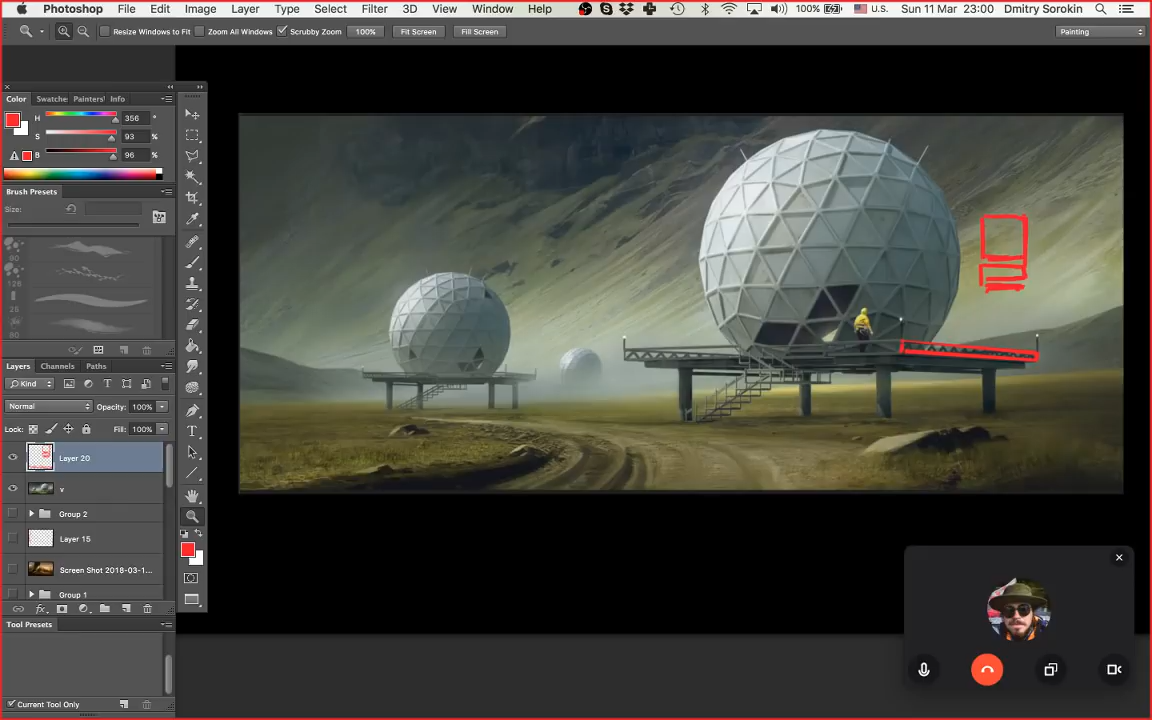 Photoshop File Edit Image Layer Type Select Filter 3D View Window Help 100% U.S. Sun 11 Mar 23:00 Dmitry Sorokin
Resize Windows to Fit Zoom All Windows Scrubby Zoom 100% Fit Screen Fill Screen Painting
Color Swatche Painters' Info
H 356 °
S 93 %
B 96 %
Brush Presets
Size:
60
126
25
Layers Channels Paths
Kind
Normal Opacity: 100%
Lock: Fill: 100%
Layer 20
v
Group 2
Layer 15
Screen Shot 2018-03-1...
Group 1
Tool Presets
Current Tool Only